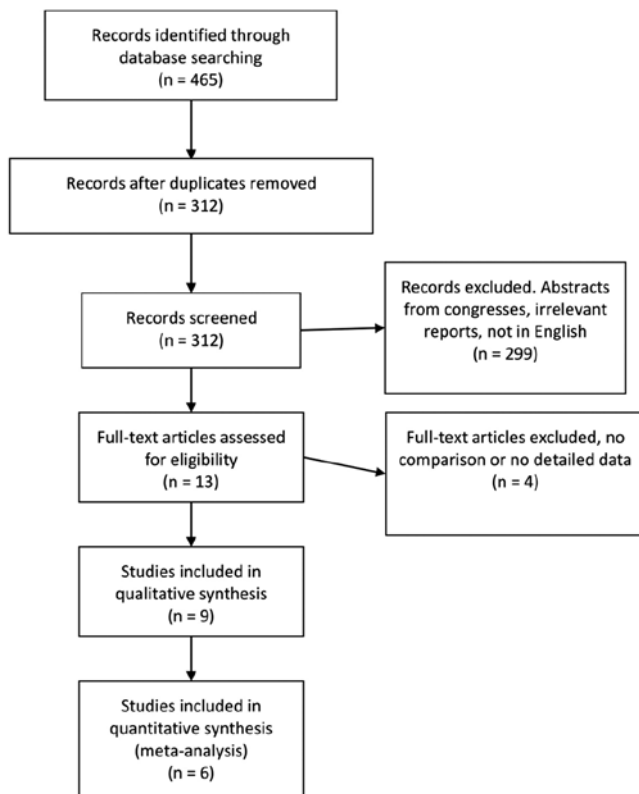 Records identified through
database searching
(n = 465)
Records after duplicates removed
(n = 312)
Records screened
(n = 312)
Records excluded. Abstracts
from congresses, irrelevant
reports, not in English
(n = 299)
Full-text articles assessed
for eligibility
(n = 13)
Full-text articles excluded, no
comparison or no detailed data
(n = 4)
Studies included in
qualitative synthesis
(n = 9)
Studies included in
quantitative synthesis
(meta-analysis)
(n = 6)